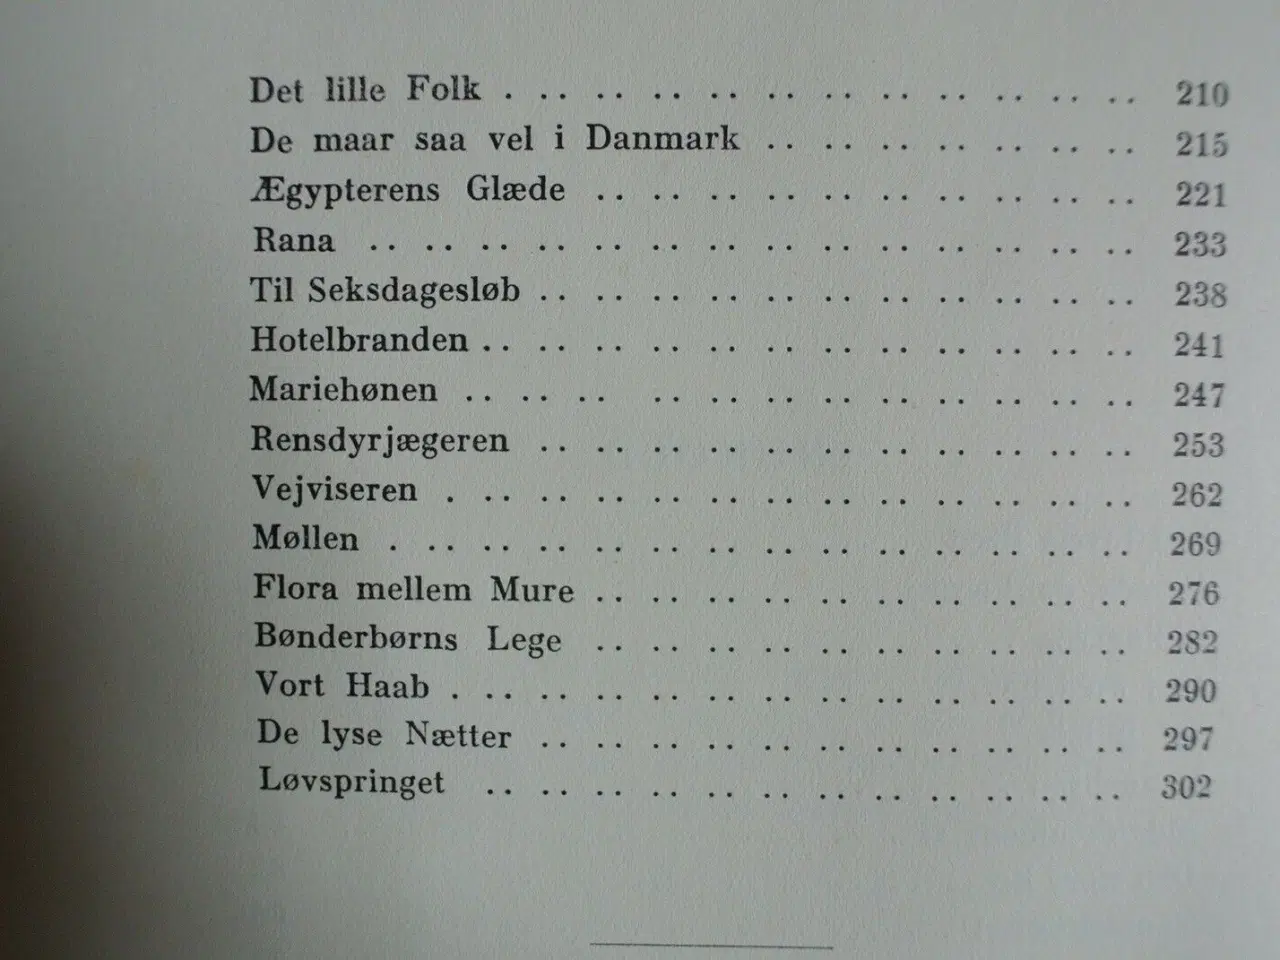 Det lille Folk . .. .. .. .. .. .. .. .. .. .. .. 210
De maar saa vel i Danmark .. .. .. .. .. .. .. 215
Ægypterens Glæde .. .. .. .. .. .. .. .. .. .. 221
Rana .. .. .. .. .. .. .. .. .. .. .. .. .. .. 233
Til Seksdagesløb .. .. .. .. .. .. .. .. .. .. .. 238
Hotelbranden .. .. .. .. .. .. .. .. .. .. .. .. 241
Mariehønen .. .. .. .. .. .. .. .. .. .. .. .. 247
Rensdyrjægeren .. .. .. .. .. .. .. .. .. .. .. 253
Vejviseren . .. .. .. .. .. .. .. .. .. .. .. .. 262
Møllen . .. .. .. .. .. .. .. .. .. .. .. .. .. 269
Flora mellem Mure .. .. .. .. .. .. .. .. .. .. 276
Bønderbørns Lege .. .. .. .. .. .. .. .. .. .. 282
Vort Haab . .. .. .. .. .. .. .. .. .. .. .. .. 290
De lyse Nætter .. .. .. .. .. .. .. .. .. .. .. 297
Løvspringet .. .. .. .. .. .. .. .. .. .. .. .. 302